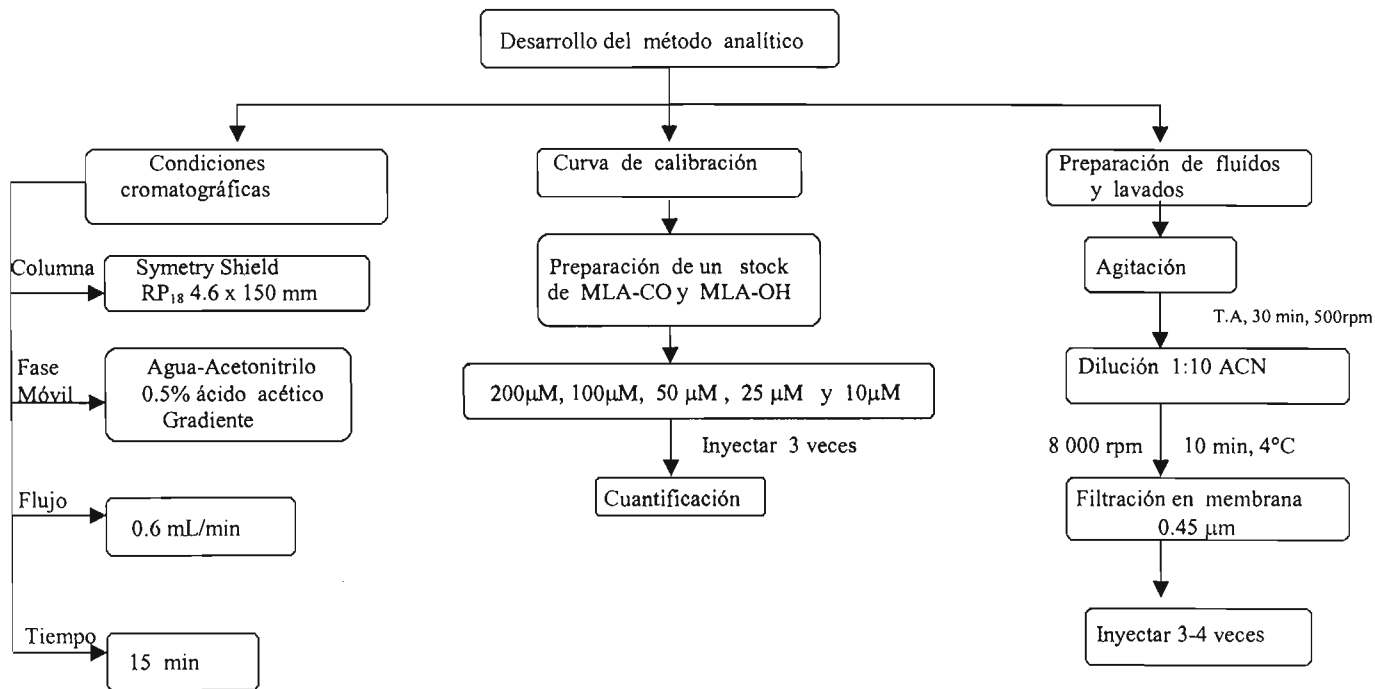 Desarrollo del método analítico
Condiciones
cromatográficas
Columna
Symetry Shield
RP₁₈ 4.6 x 150 mm
Fase
Móvil
Agua-Acetonitrilo
0.5% ácido acético
Gradiente
Flujo
0.6 mL/min
Tiempo
15 min
Curva de calibración
Preparación de un stock
de MLA-CO y MLA-OH
200µM, 100µM, 50 µM , 25 µM y 10µM
Inyectar 3 veces
Cuantificación
Preparación de fluídos
y lavados
Agitación
T.A, 30 min, 500rpm
Dilución 1:10 ACN
8 000 rpm
10 min, 4°C
Filtración en membrana
0.45 µm
Inyectar 3-4 veces